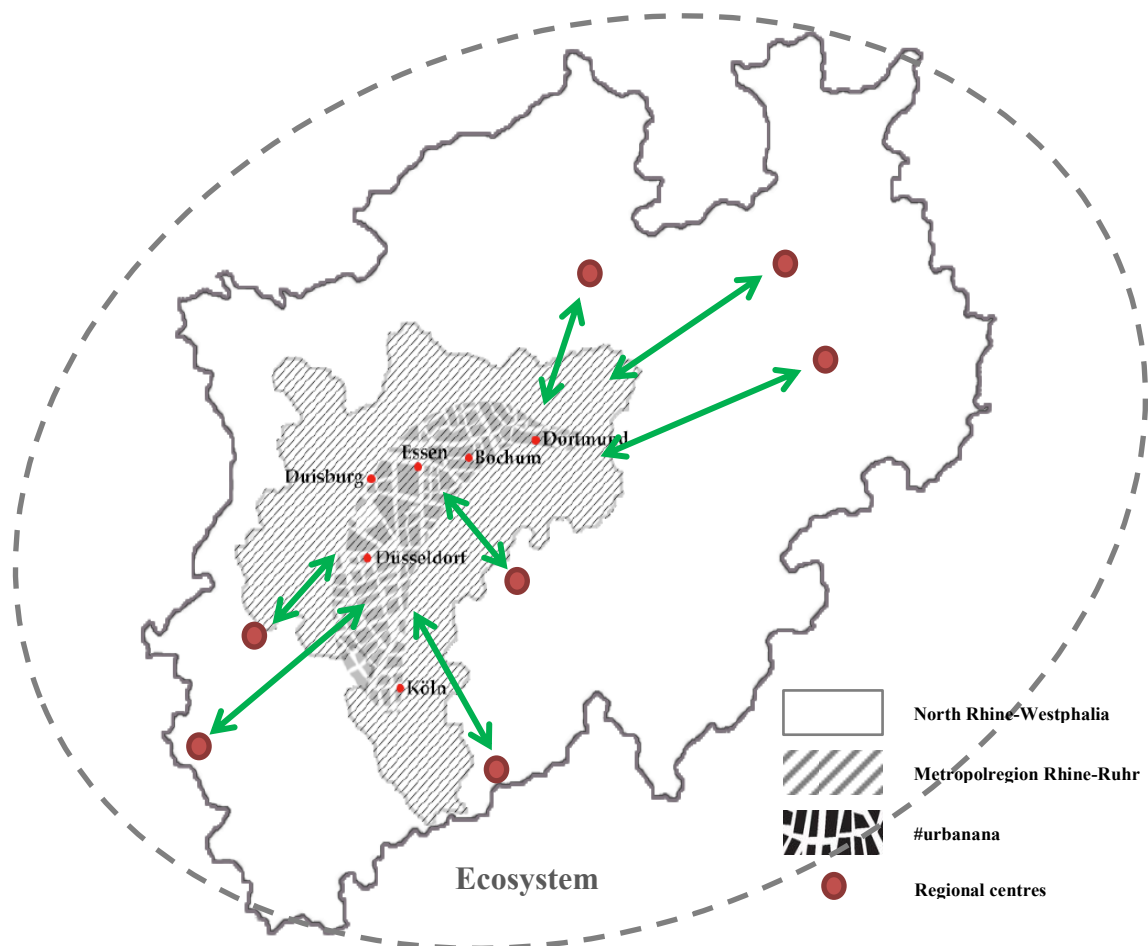 Dortmund
Essen
Bochum
Duisburg
Düsseldorf
Köln
North Rhine-Westphalia
Metropolregion Rhine-Ruhr
#urbanana
Ecosystem
Regional centres